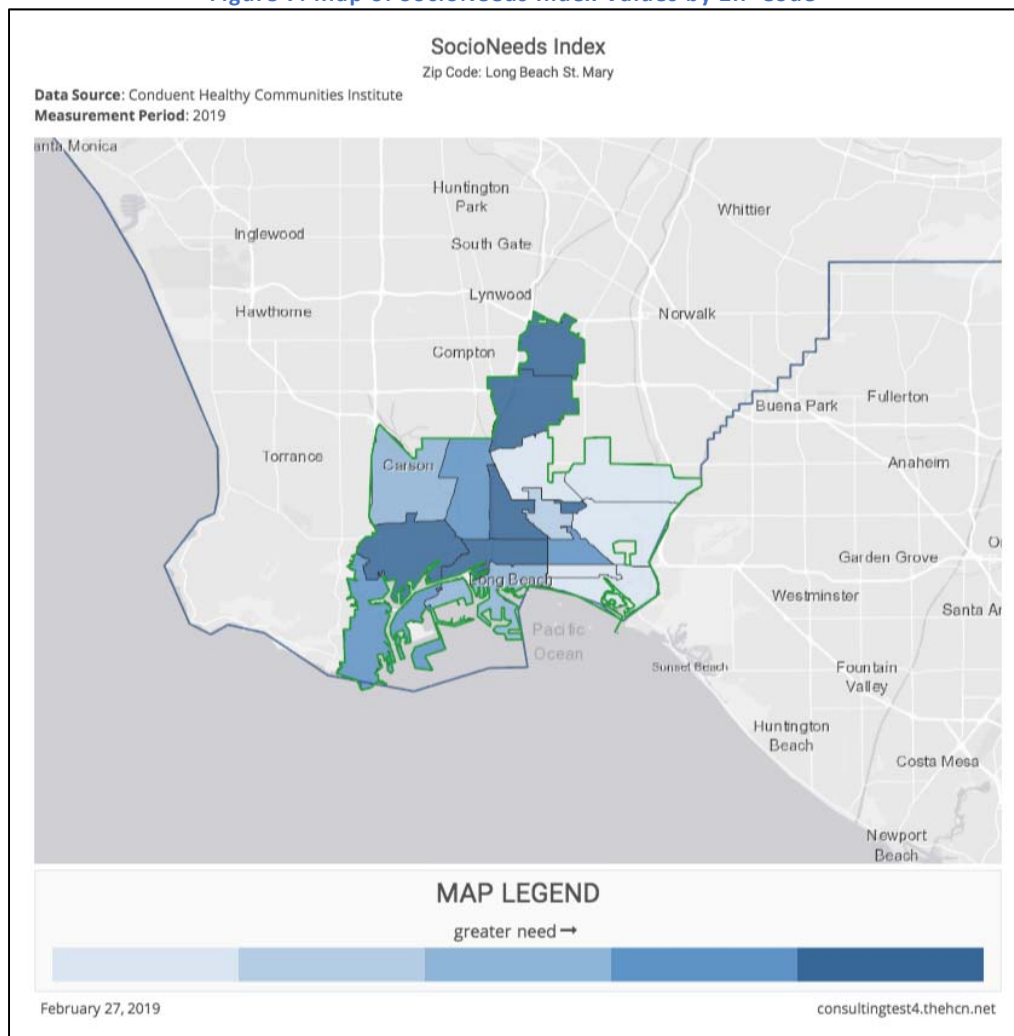 SocioNeeds Index
Zip Code: Long Beach St. Mary
Data Source: Conduent Healthy Communities Institute
Measurement Period: 2019
anta Monica
Huntington
Park
Whittier
Inglewood
South Gate
Lynwood
Hawthorne
Norwalk
Compton
Buena Park
Fullerton
Torrance
Carson
Anaheim
Garden Grove
Long Beach
Westminster
Santa Ar
Pacific
Ocean
Sunset Beach
Fountain
Valley
Huntington
Beach
Costa Mesa
Newport
Beach
MAP LEGEND
greater need →
February 27, 2019
consultingtest4.thehcn.net